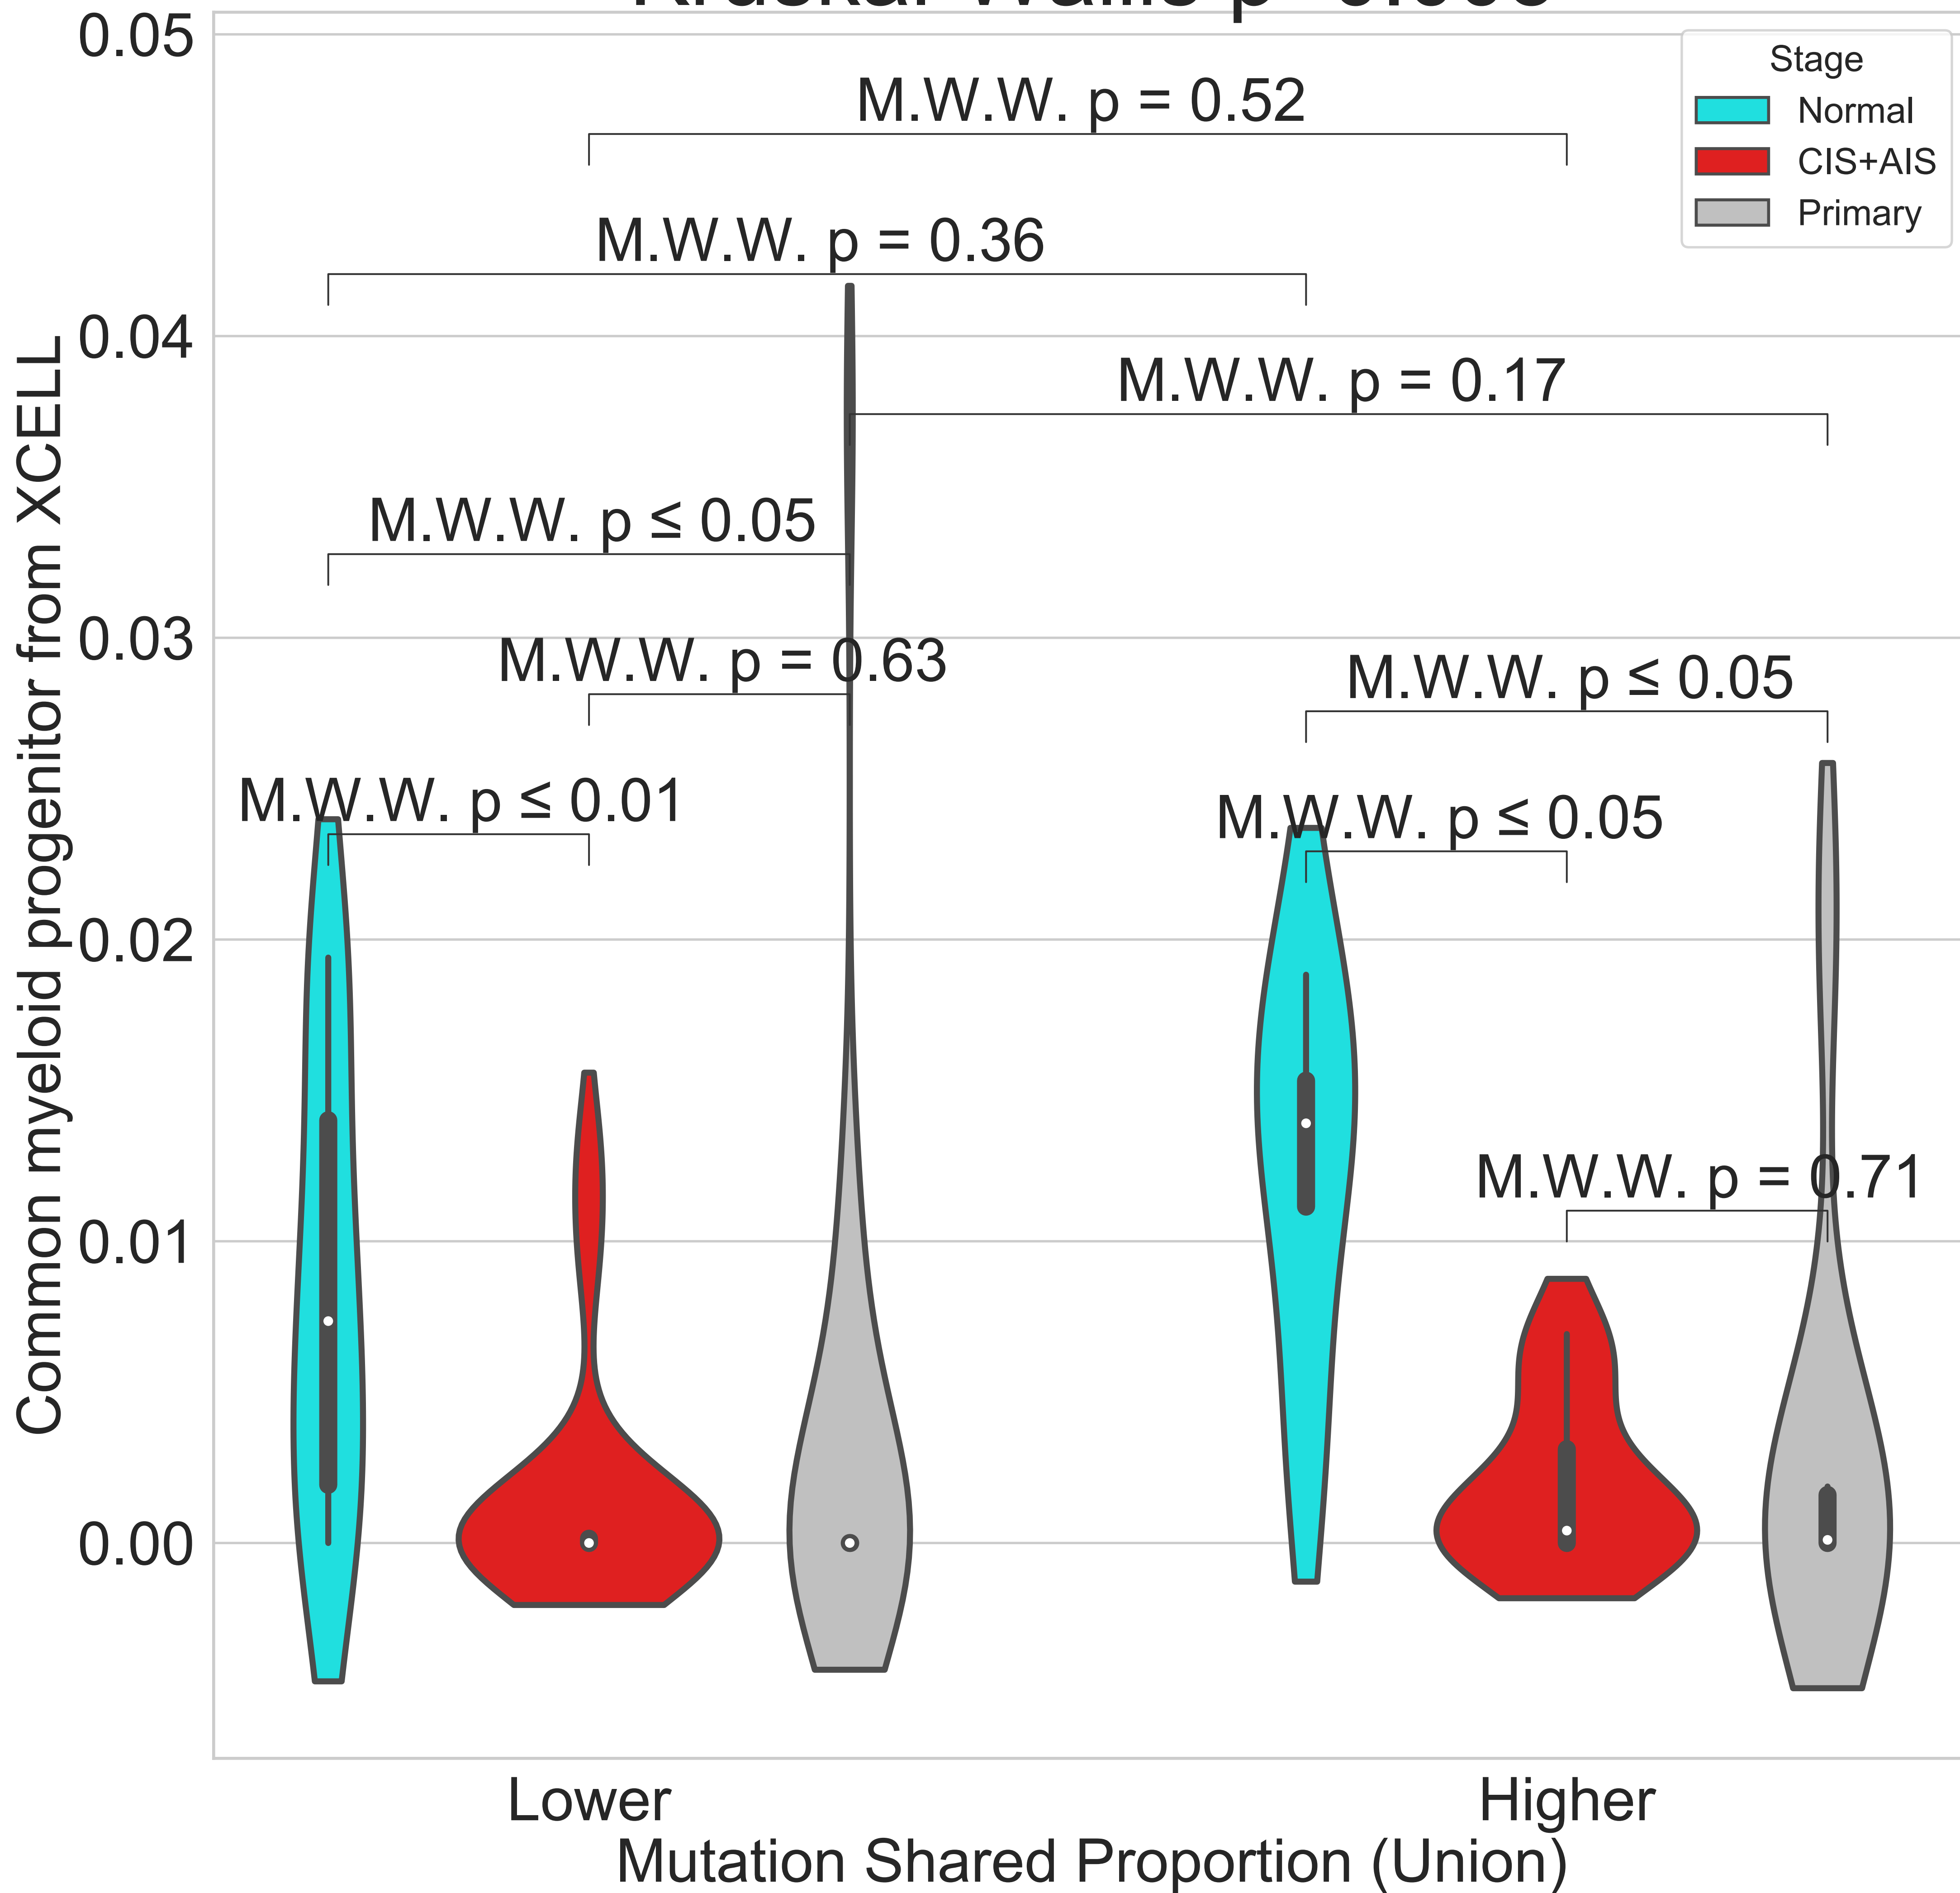 0.05
0.04
0.03
0.02
0.01
0.00
Common myeloid progenitor from XCELL
Stage
Normal
CIS+AIS
Primary
M.W.W. p = 0.52
M.W.W. p = 0.36
M.W.W. p = 0.17
M.W.W. p ≤ 0.05
M.W.W. p = 0.63
M.W.W. p ≤ 0.05
M.W.W. p ≤ 0.01
M.W.W. p ≤ 0.05
M.W.W. p = 0.71
Lower
Higher
Mutation Shared Proportion (Union)